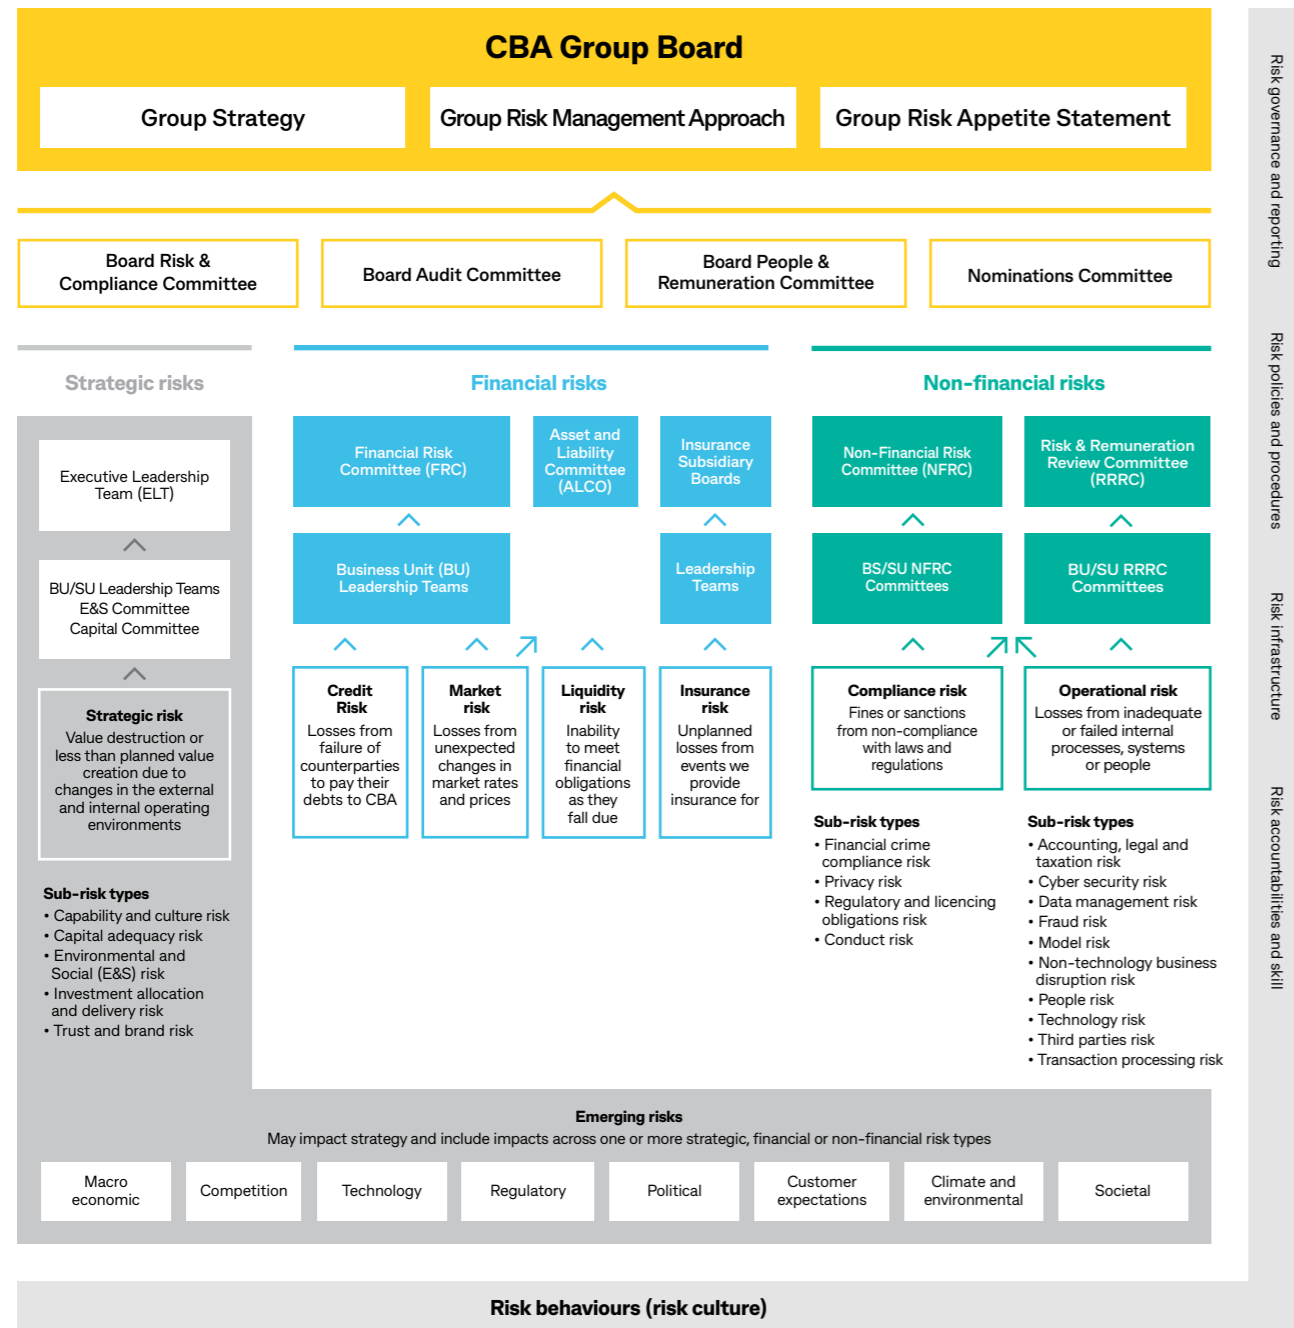 CBA Group Board
Group Strategy
Group Risk Management Approach
Group Risk Appetite Statement
Board Risk &
Compliance Committee
Board Audit Committee
Board People &
Remuneration Committee
Nominations Committee
Strategic risks
Executive Leadership
Team (ELT)
BU/SU Leadership Teams
E&S Committee
Capital Committee
Strategic risk
Value destruction or
less than planned value
creation due to
changes in the external
and internal operating
environments
Sub-risk types
• Capability and culture risk
• Capital adequacy risk
• Environmental and
Social (E&S) risk
• Investment allocation
and delivery risk
• Trust and brand risk
Financial risks
Financial Risk
Committee (FRC)
Asset and
Liability
Committee
(ALCO)
Insurance
Subsidiary
Boards
Business Unit (BU)
Leadership Teams
Leadership
Teams
Credit
Risk
Losses from
failure of
counterparties
to pay their
debts to CBA
Market
risk
Losses from
unexpected
changes in
market rates
and prices
Liquidity
risk
Inability
to meet
financial
obligations
as they
fall due
Insurance
risk
Unplanned
losses from
events we
provide
insurance for
Non-financial risks
Non-Financial Risk
Committee (NFRC)
Risk & Remuneration
Review Committee
(RRRC)
BS/SU NFRC
Committees
BU/SU RRRC
Committees
Compliance risk
Fines or sanctions
from non-compliance
with laws and
regulations
Operational risk
Losses from inadequate
or failed internal
processes, systems
or people
Sub-risk types
• Financial crime
compliance risk
• Privacy risk
• Regulatory and licencing
obligations risk
• Conduct risk
Sub-risk types
• Accounting, legal and
taxation risk
• Cyber security risk
• Data management risk
• Fraud risk
• Model risk
• Non-technology business
disruption risk
• People risk
• Technology risk
• Third parties risk
• Transaction processing risk
Emerging risks
May impact strategy and include impacts across one or more strategic, financial or non-financial risk types
Macro
economic
Competition
Technology
Regulatory
Political
Customer
expectations
Climate and
environmental
Societal
Risk governance and reporting
Risk policies and procedures
Risk infrastructure
Risk accountabilities and skill
Risk behaviours (risk culture)